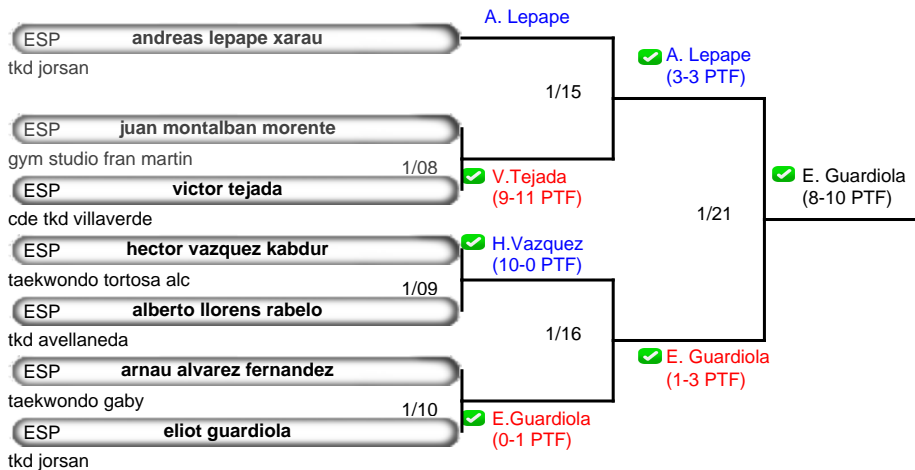 A. Lepape
ESP andreas lepape xarau
tkd jorsan
A. Lepape
(3-3 PTF)
1/15
ESP juan montalban morente
gym studio fran martin
1/08
V.Tejada
(9-11 PTF)
ESP victor tejada
cde tkd villaverde
E. Guardiola
(8-10 PTF)
1/21
ESP hector vazquez kabdur
H.Vazquez
(10-0 PTF)
taekwondo tortosa alc
1/09
ESP alberto llorens rabelo
tkd avellaneda
1/16
E. Guardiola
(1-3 PTF)
ESP arnau alvarez fernandez
taekwondo gaby
1/10
E.Guardiola
(0-1 PTF)
ESP eliot guardiola
tkd jorsan